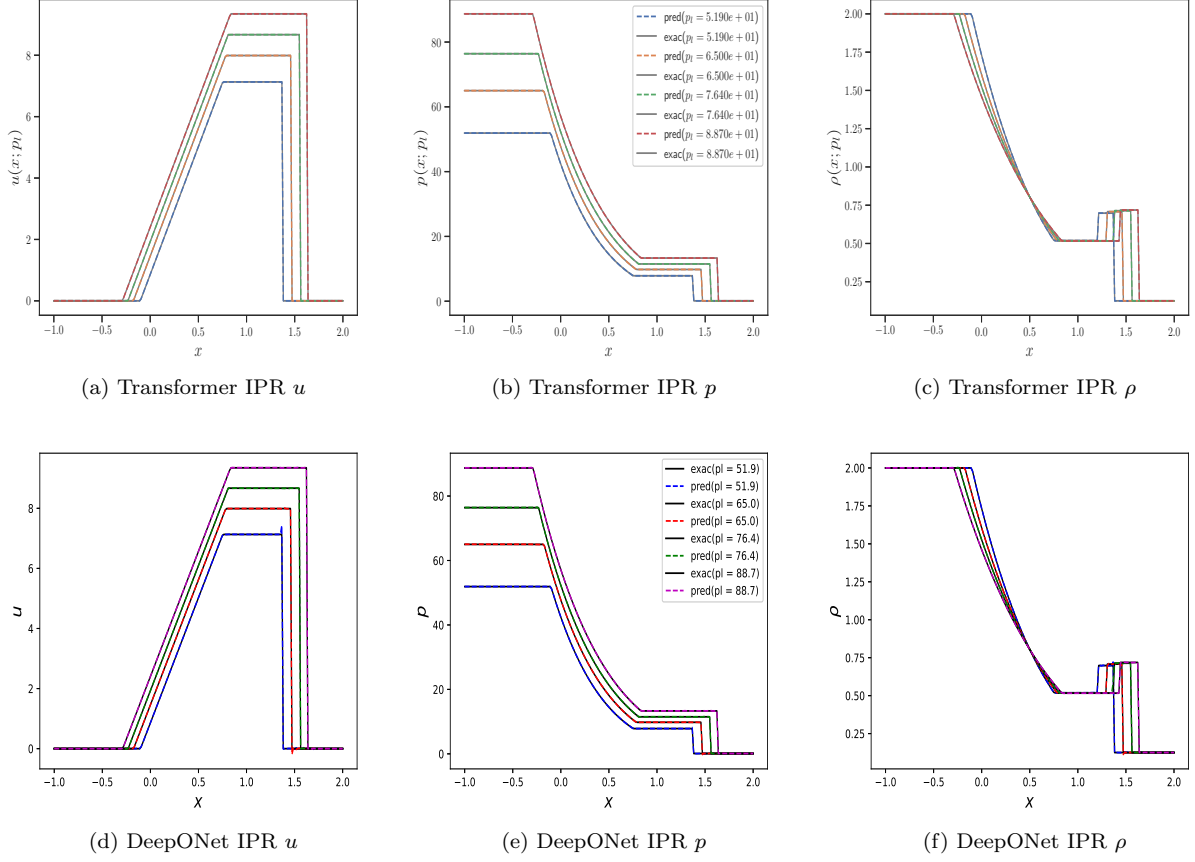 8
6
4
2
0
u(x; p_l)
−1.0 −0.5 0.0 0.5 1.0 1.5 2.0
x
(a) Transformer IPR u
80
60
40
20
0
p(x; p_l)
pred(p_l = 5.190e + 01)
exac(p_l = 5.190e + 01)
pred(p_l = 6.500e + 01)
exac(p_l = 6.500e + 01)
pred(p_l = 7.640e + 01)
exac(p_l = 7.640e + 01)
pred(p_l = 8.870e + 01)
exac(p_l = 8.870e + 01)
−1.0 −0.5 0.0 0.5 1.0 1.5 2.0
x
(b) Transformer IPR p
2.00
1.75
1.50
1.25
1.00
0.75
0.50
0.25
ρ(x; p_l)
−1.0 −0.5 0.0 0.5 1.0 1.5 2.0
x
(c) Transformer IPR ρ
8
6
4
2
0
u
−1.0 −0.5 0.0 0.5 1.0 1.5 2.0
X
(d) DeepONet IPR u
80
60
40
20
0
p
exac(pl = 51.9)
pred(pl = 51.9)
exac(pl = 65.0)
pred(pl = 65.0)
exac(pl = 76.4)
pred(pl = 76.4)
exac(pl = 88.7)
pred(pl = 88.7)
−1.0 −0.5 0.0 0.5 1.0 1.5 2.0
X
(e) DeepONet IPR p
2.00
1.75
1.50
1.25
1.00
0.75
0.50
0.25
ρ
−1.0 −0.5 0.0 0.5 1.0 1.5 2.0
X
(f) DeepONet IPR ρ